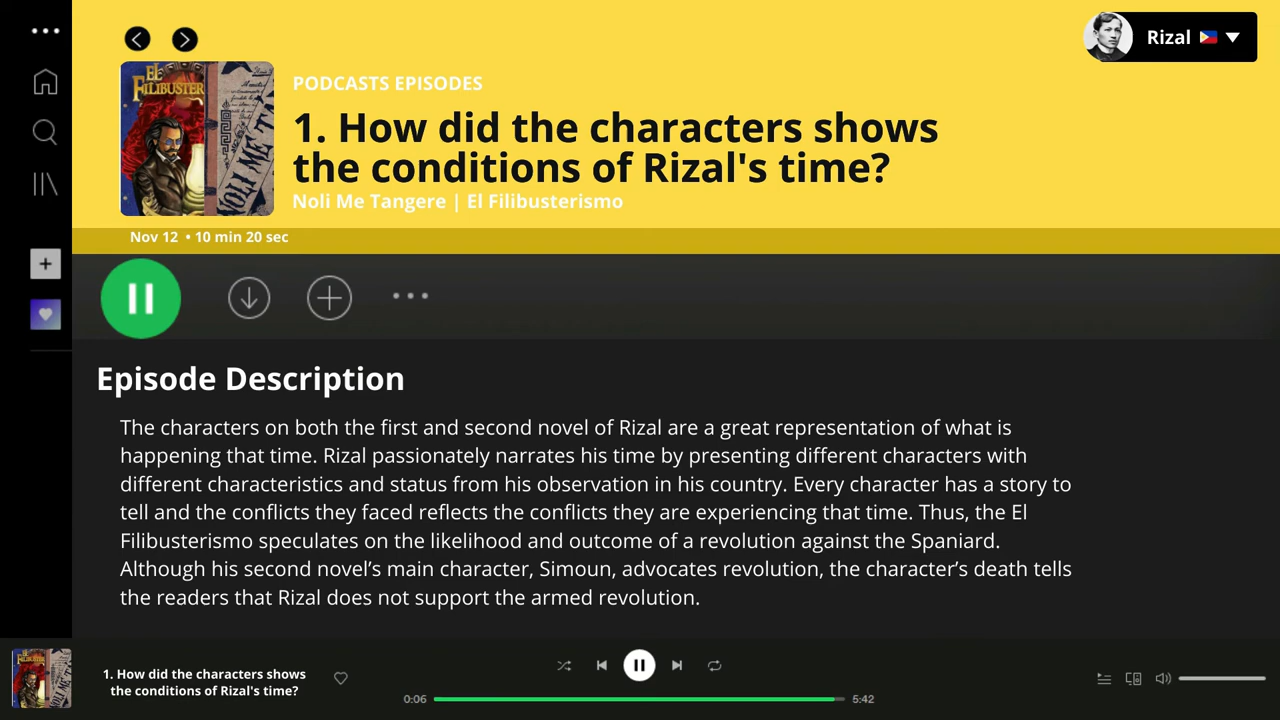 Rizal
EL
FILIBUSTER
NOLI ME TA
PODCASTS EPISODES
1. How did the characters shows
the conditions of Rizal's time?
Noli Me Tangere | El Filibusterismo
Nov 12 • 10 min 20 sec
Episode Description
The characters on both the first and second novel of Rizal are a great representation of what is
happening that time. Rizal passionately narrates his time by presenting different characters with
different characteristics and status from his observation in his country. Every character has a story to
tell and the conflicts they faced reflects the conflicts they are experiencing that time. Thus, the El
Filibusterismo speculates on the likelihood and outcome of a revolution against the Spaniard.
Although his second novel’s main character, Simoun, advocates revolution, the character’s death tells
the readers that Rizal does not support the armed revolution.
1. How did the characters shows
the conditions of Rizal's time?
0:06
5:42